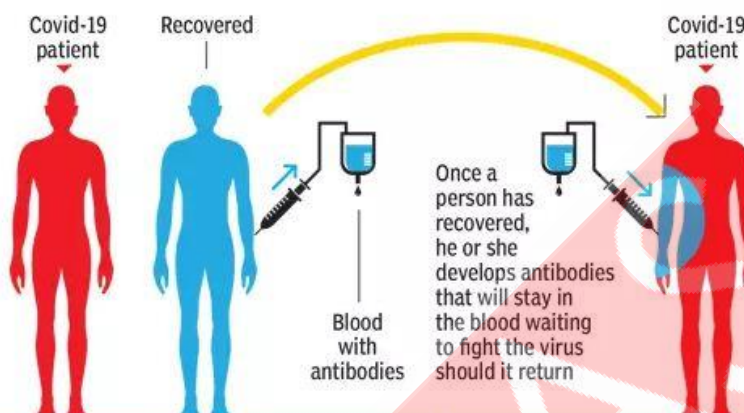 Covid-19
patient
Recovered
Covid-19
patient
Blood
with
antibodies
Once a
person has
recovered,
he or she
develops antibodies
that will stay in
the blood waiting
to fight the virus
should it return